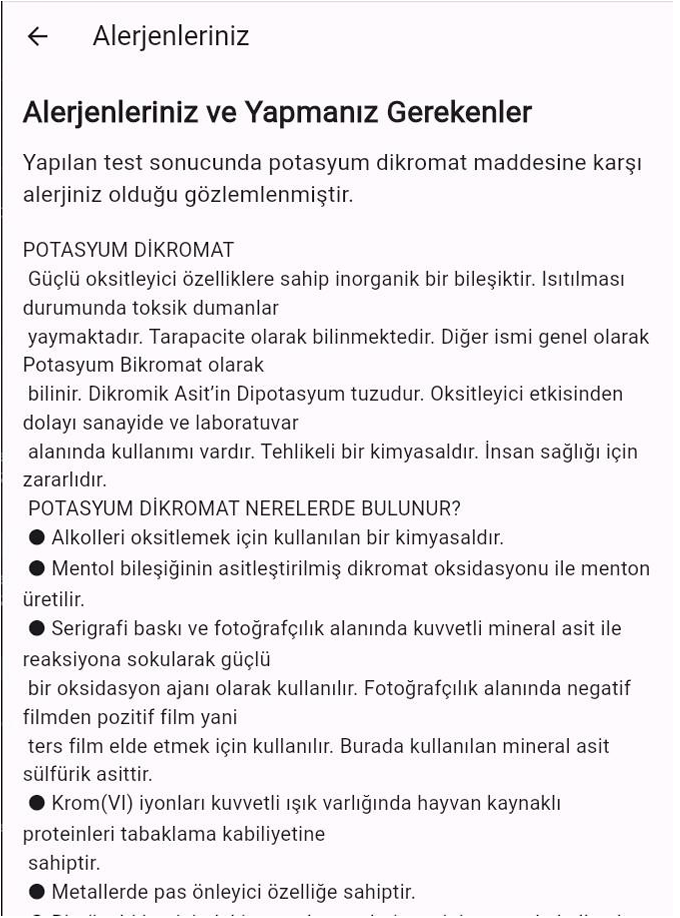 Alerjenleriniz
Alerjenleriniz ve Yapmanız Gerekenler
Yapılan test sonucunda potasyum dikromat maddesine karşı
alerjiniz olduğu gözlemlenmiştir.
POTASYUM DİKROMAT
Güçlü oksitleyici özelliklere sahip inorganik bir bileşiktir. Isıtılması
durumunda toksik dumanlar
yaymaktadır. Tarapacite olarak bilinmektedir. Diğer ismi genel olarak
Potasyum Bikromat olarak
bilinir. Dikromik Asit’in Dipotasyum tuzudur. Oksitleyici etkisinden
dolayı sanayide ve laboratuvar
alanında kullanımı vardır. Tehlikeli bir kimyasaldır. İnsan sağlığı için
zararlıdır.
POTASYUM DİKROMAT NERELERDE BULUNUR?
● Alkolleri oksitlemek için kullanılan bir kimyasaldır.
● Mentol bileşiğinin asitleştirilmiş dikromat oksidasyonu ile menton
üretilir.
● Serigrafi baskı ve fotoğrafçılık alanında kuvvetli mineral asit ile
reaksiyona sokularak güçlü
bir oksidasyon ajanı olarak kullanılır. Fotoğrafçılık alanında negatif
filmden pozitif film yani
ters film elde etmek için kullanılır. Burada kullanılan mineral asit
sülfürik asittir.
● Krom(VI) iyonları kuvvetli ışık varlığında hayvan kaynaklı
proteinleri tabaklama kabiliyetine
sahiptir.
● Metallerde pas önleyici özelliğe sahiptir.